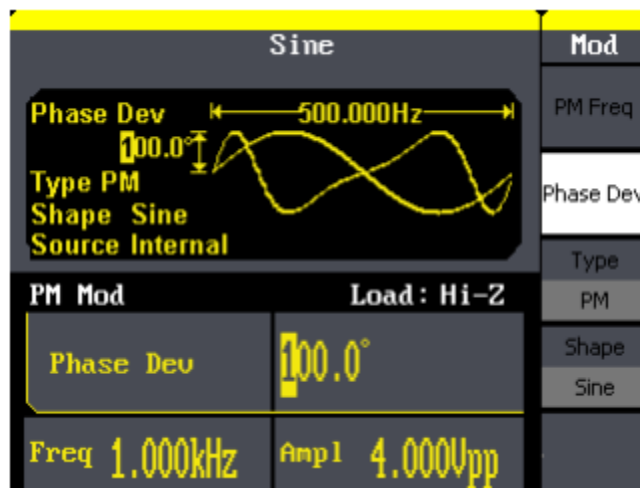 Sine
Mod
Phase Dev 500.000Hz
100.0°
Type PM
Shape Sine
Source Internal
PM Mod Load: Hi-Z
Phase Dev 100.0°
Freq 1.000kHz Ampl 4.000Vpp
PM Freq
Phase Dev
Type
PM
Shape
Sine